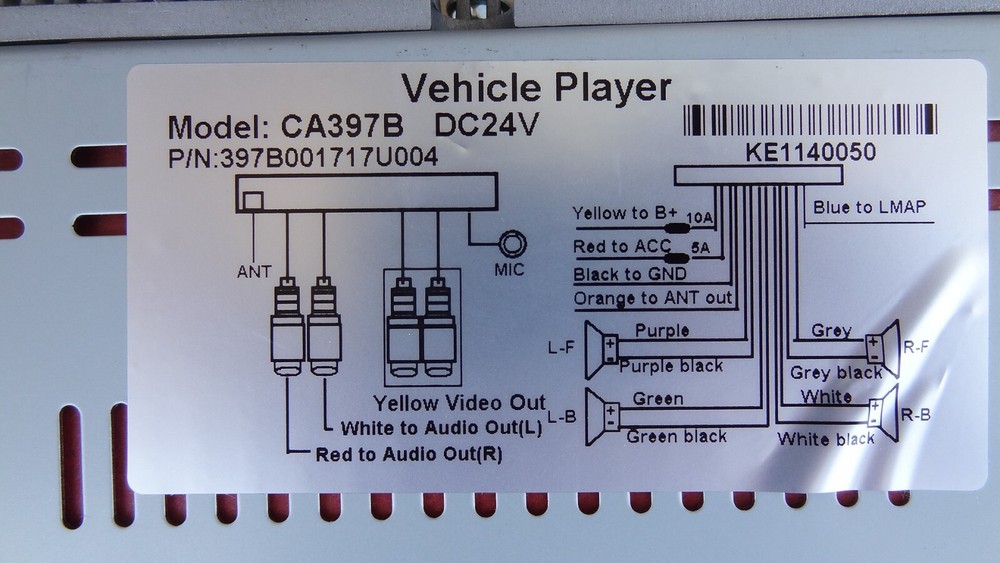 Vehicle Player
Model: CA397B DC24V
P/N:397B001717U004
KE1140050
ANT
MIC
Yellow Video Out
White to Audio Out(L)
Red to Audio Out(R)
Yellow to B+ 10A
Red to ACC 5A
Black to GND
Orange to ANT out
Blue to LMAP
L-F
Purple
+
-
Purple black
L-B
Green
+
-
Green black
Grey
+
-
R-F
Grey black
White
+
-
R-B
White black